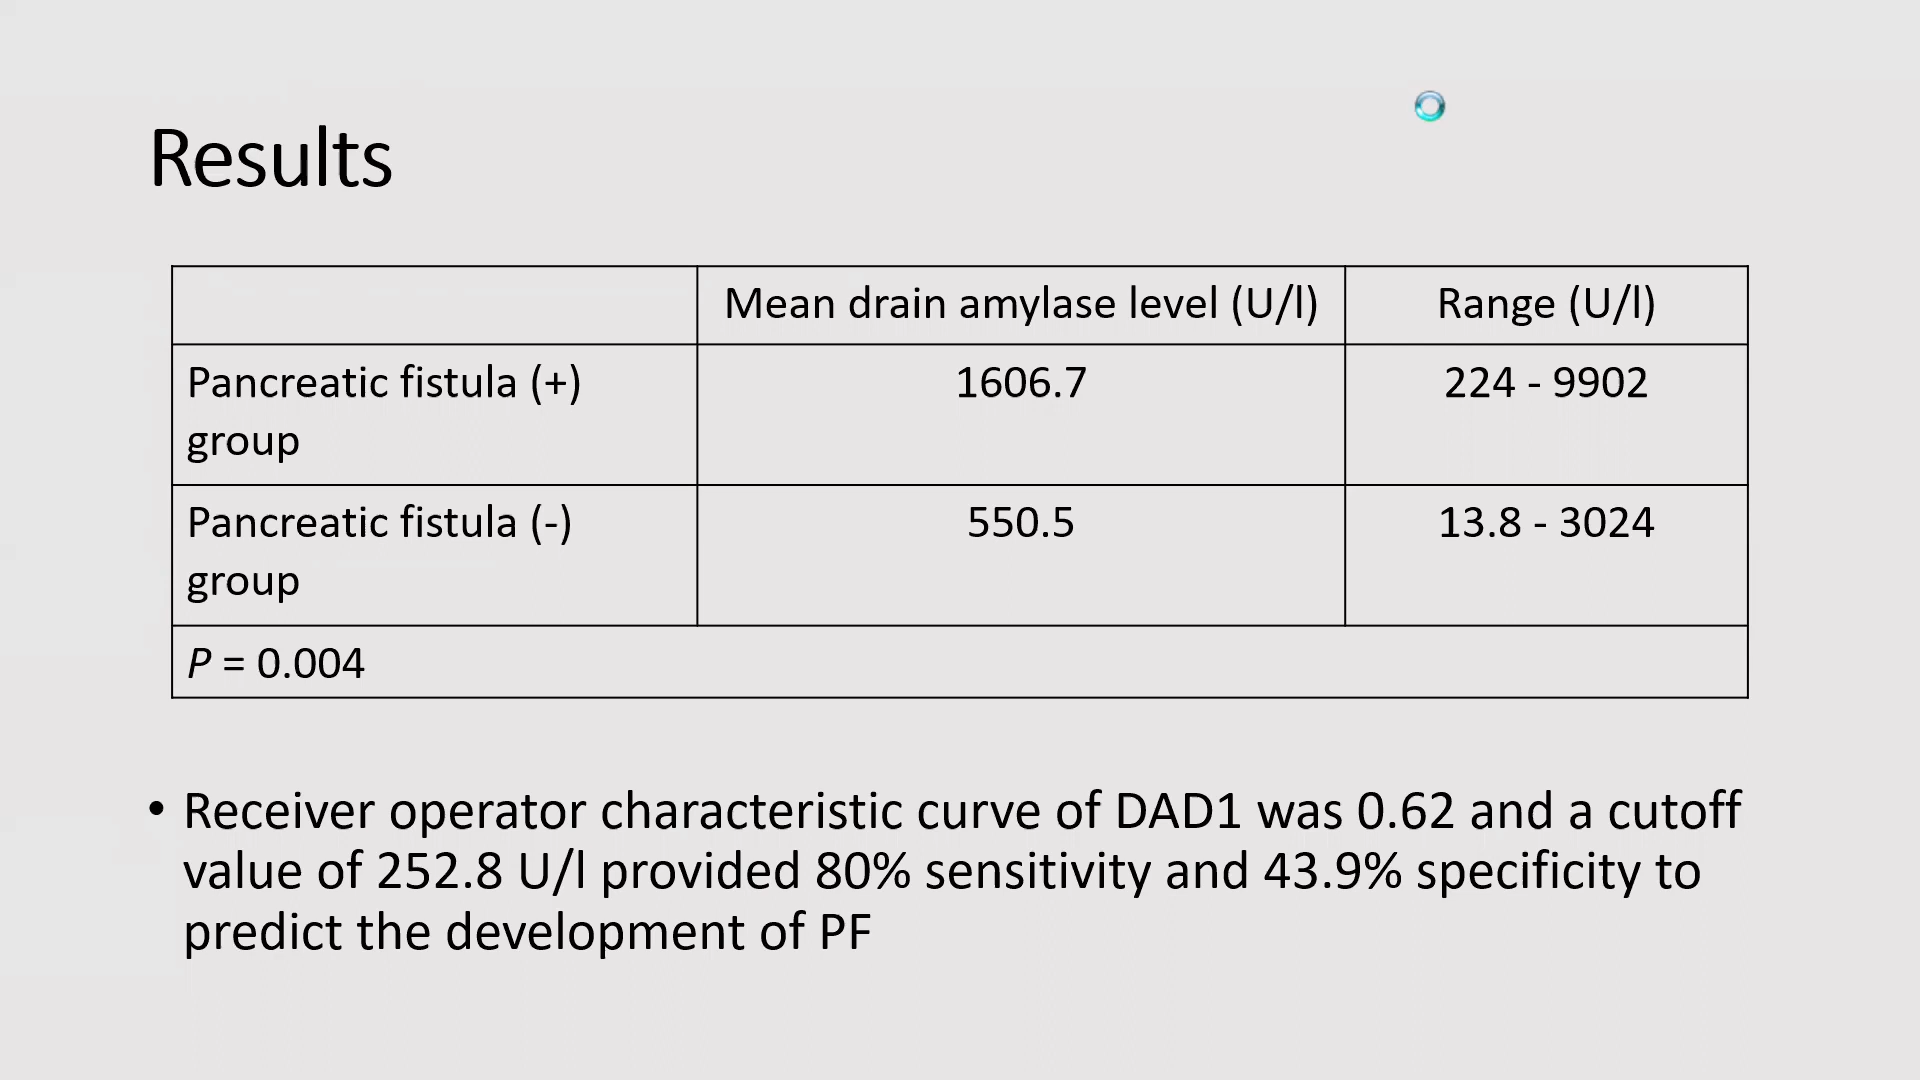 Results
Mean drain amylase level (U/l) Range (U/l)
Pancreatic fistula (+) 1606.7 224 - 9902
group
Pancreatic fistula (-) 550.5 13.8 - 3024
group
P = 0.004
• Receiver operator characteristic curve of DAD1 was 0.62 and a cutoff
value of 252.8 U/l provided 80% sensitivity and 43.9% specificity to
predict the development of PF